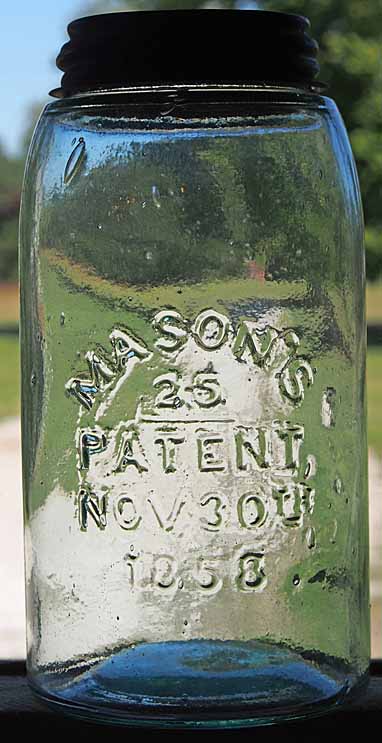 MASON'S
25
PATENT
NOV 30TH
1858